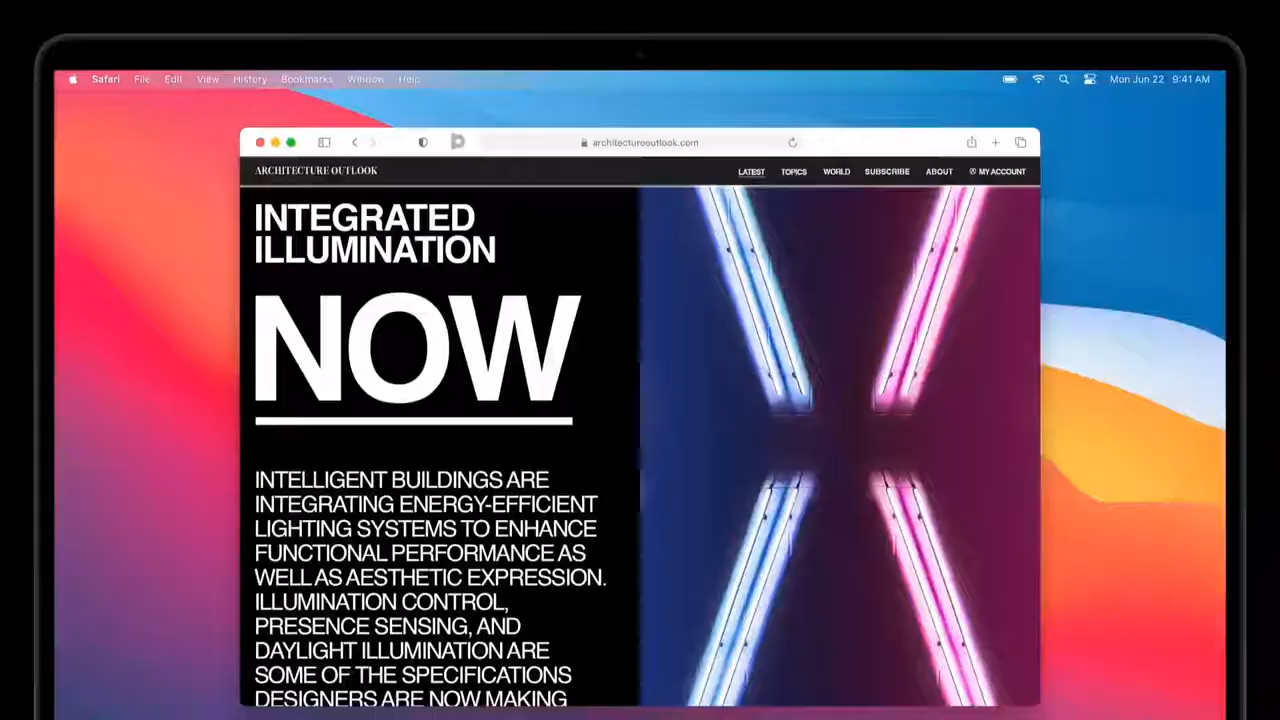 Safari File Edit View History Bookmarks Window Help Mon Jun 22 9:41 AM
architectureoutlook.com
ARCHITECTURE OUTLOOK LATEST TOPICS WORLD SUBSCRIBE ABOUT MY ACCOUNT
INTEGRATED
ILLUMINATION
NOW
INTELLIGENT BUILDINGS ARE
INTEGRATING ENERGY-EFFICIENT
LIGHTING SYSTEMS TO ENHANCE
FUNCTIONAL PERFORMANCE AS
WELL AS AESTHETIC EXPRESSION.
ILLUMINATION CONTROL,
PRESENCE SENSING, AND
DAYLIGHT ILLUMINATION ARE
SOME OF THE SPECIFICATIONS
DESIGNERS ARE NOW MAKING